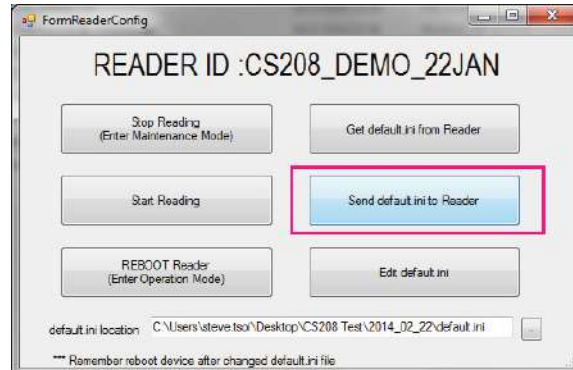 FormReaderConfig
READER ID :CS208_DEMO_22JAN
Stop Reading
(Enter Maintenance Mode)
Get default.ini from Reader
Start Reading
Send default.ini to Reader
REBOOT Reader
(Enter Operation Mode)
Edit default.ini
default.ini location C:\Users\steve.tsoi\Desktop\CS208 Test\2014_02_22\default.ini ...
*** Remember reboot device after changed default.ini file